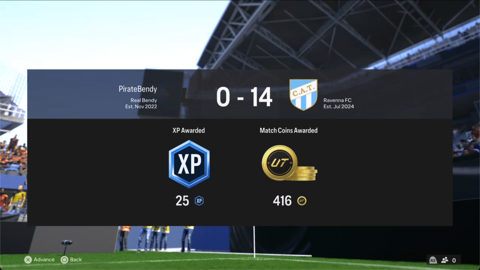 PirateBendy
Real Bendy
Est. Nov 2022
0 - 14
C.A.T.
Ravenna FC
Est. Jul 2024
XP Awarded
Match Coins Awarded
XP
UT
25 XP
416
Advance
Back
0